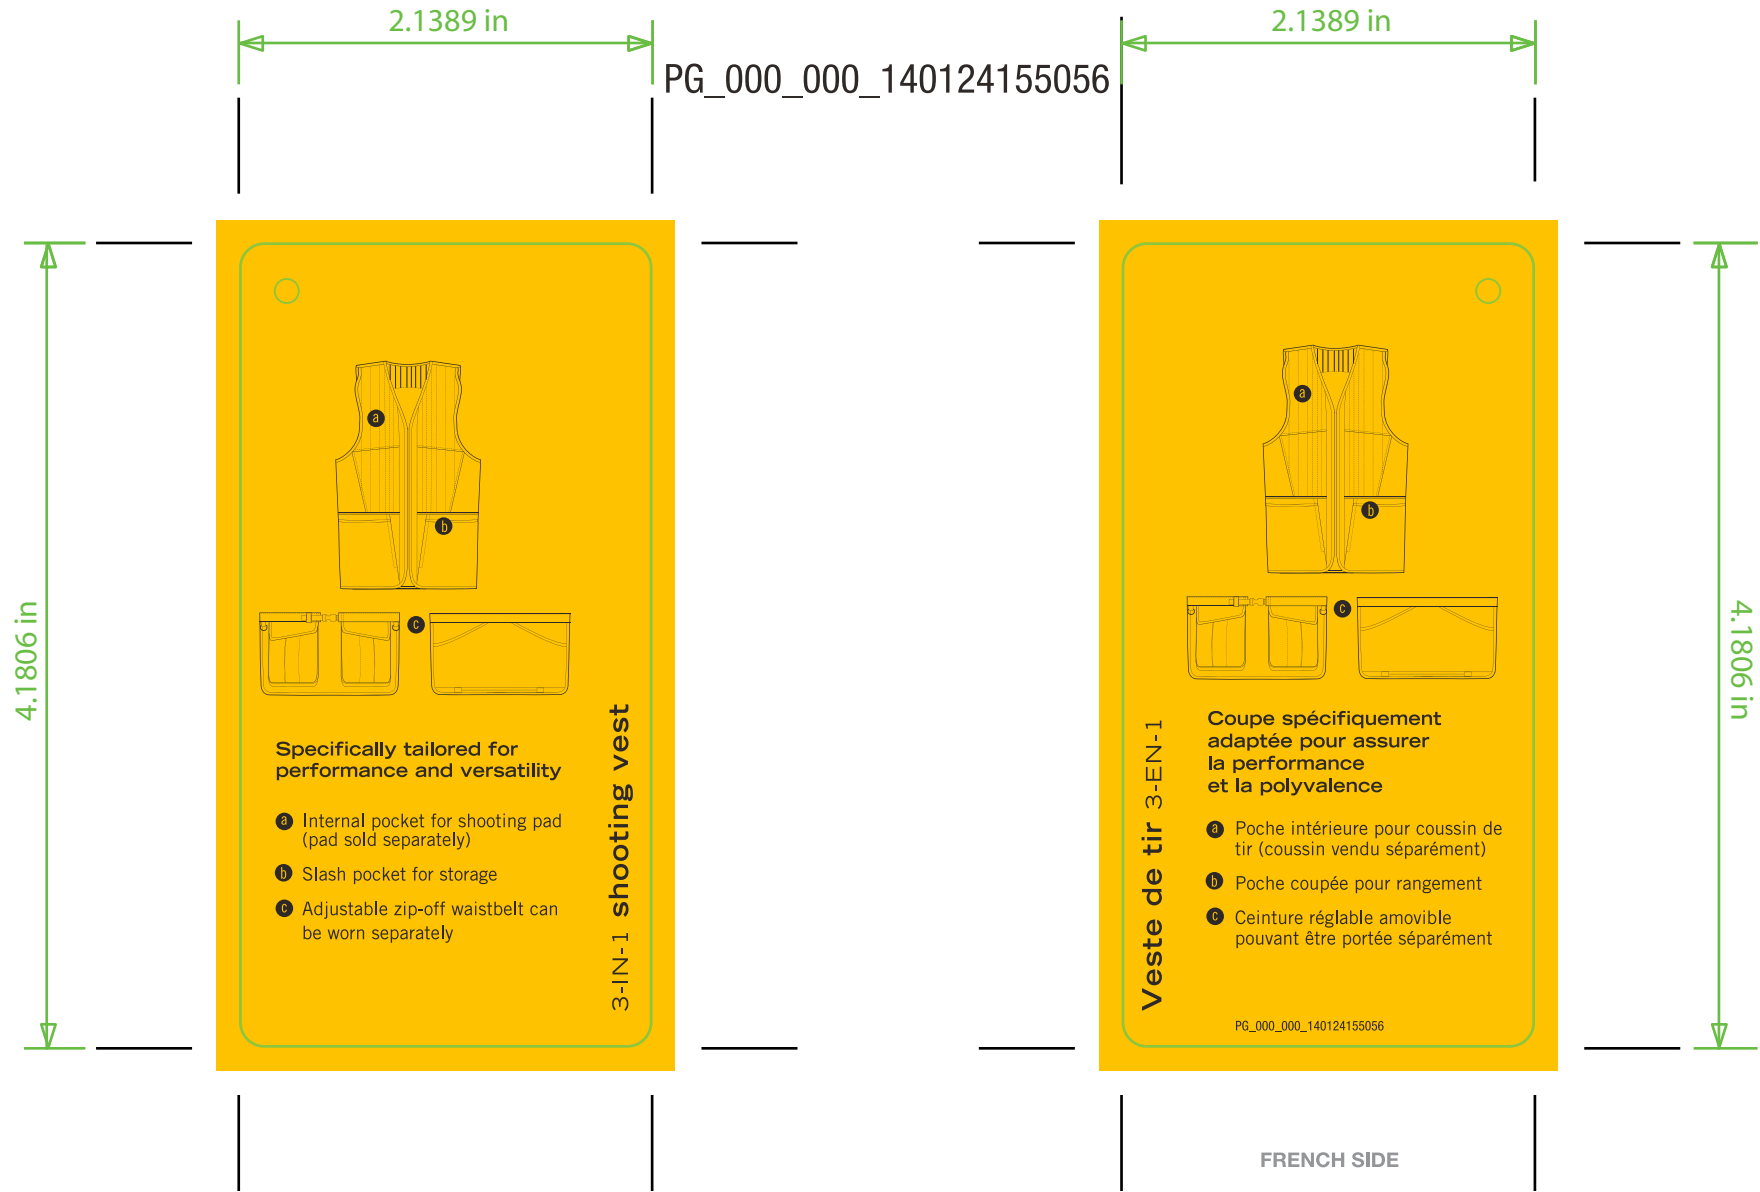 2.1389 in
2.1389 in
PG_000_000_140124155056
4.1806 in
a
b
c
Specifically tailored for
performance and versatility
a Internal pocket for shooting pad
(pad sold separately)
b Slash pocket for storage
c Adjustable zip-off waistbelt can
be worn separately
3-IN-1 shooting vest
a
b
c
Veste de tir 3-EN-1
Coupe spécifiquement
adaptée pour assurer
la performance
et la polyvalence
a Poche intérieure pour coussin de
tir (coussin vendu séparément)
b Poche coupée pour rangement
c Ceinture réglable amovible
pouvant être portée séparément
PG_000_000_140124155056
4.1806 in
FRENCH SIDE